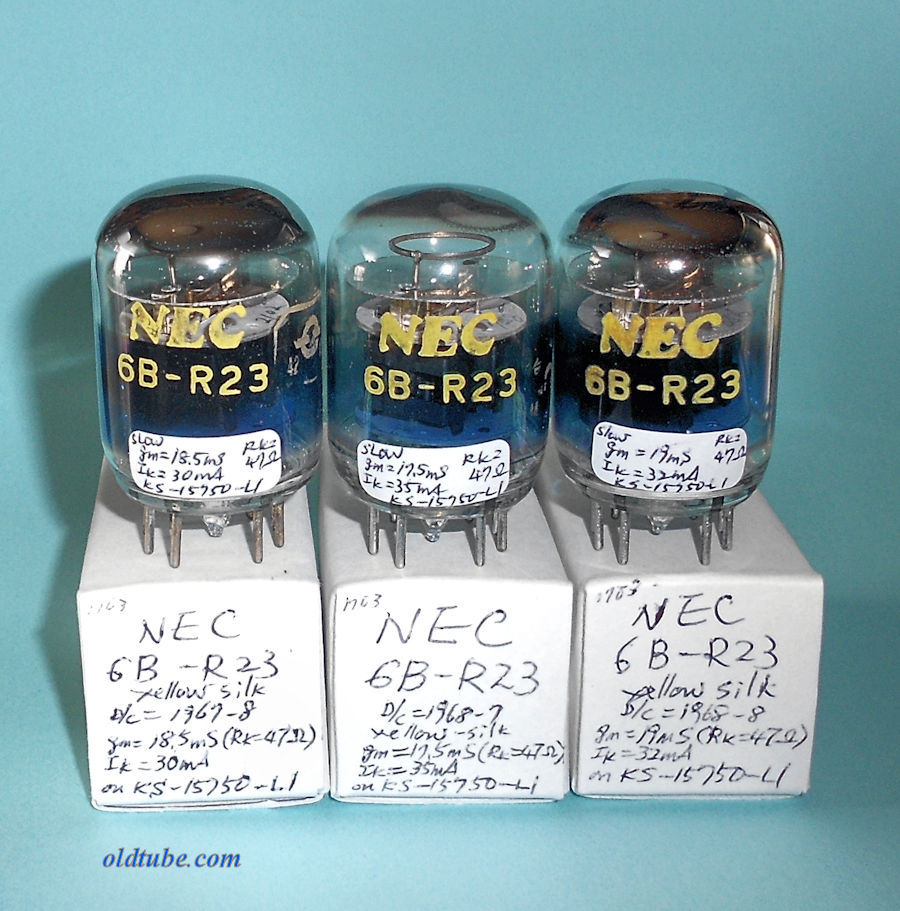 NEC
6B-R23
SLOW
gm=18.5mS RK=
IK=30mA 47Ω
KS-15750-L1
NEC
6B-R23
SLOW
gm=17.5mS RK=
IK=35mA 47Ω
KS-15750-L1
NEC
6B-R23
Slow RK=
gm=19mS 47Ω
IK=32mA
KS-15750-L1
1703
NEC
6B-R23
yellow silk
D/C=1967-8
gm=18.5mS(RK=47Ω)
IK=30mA
on KS-15750-L1
1703
NEC
6B-R23
D/C=1968-7
yellow-silk
gm=17.5mS(RK=47Ω)
IK=35mA
on KS-15750-L1
1703
NEC
6B-R23
yellow silk
D/C=1968-8
gm=19mS(RK=47Ω)
IK=32mA
on KS-15750-L1
oldtube.com